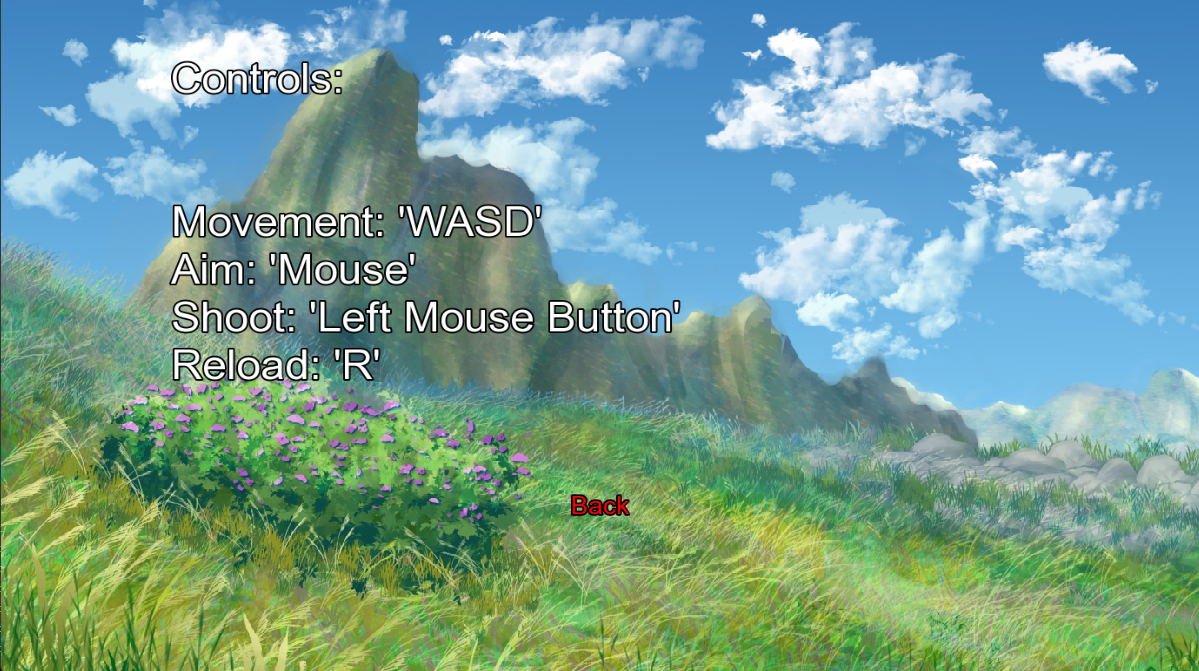 Controls:
Movement: 'WASD'
Aim: 'Mouse'
Shoot: 'Left Mouse Button'
Reload: 'R'
Back